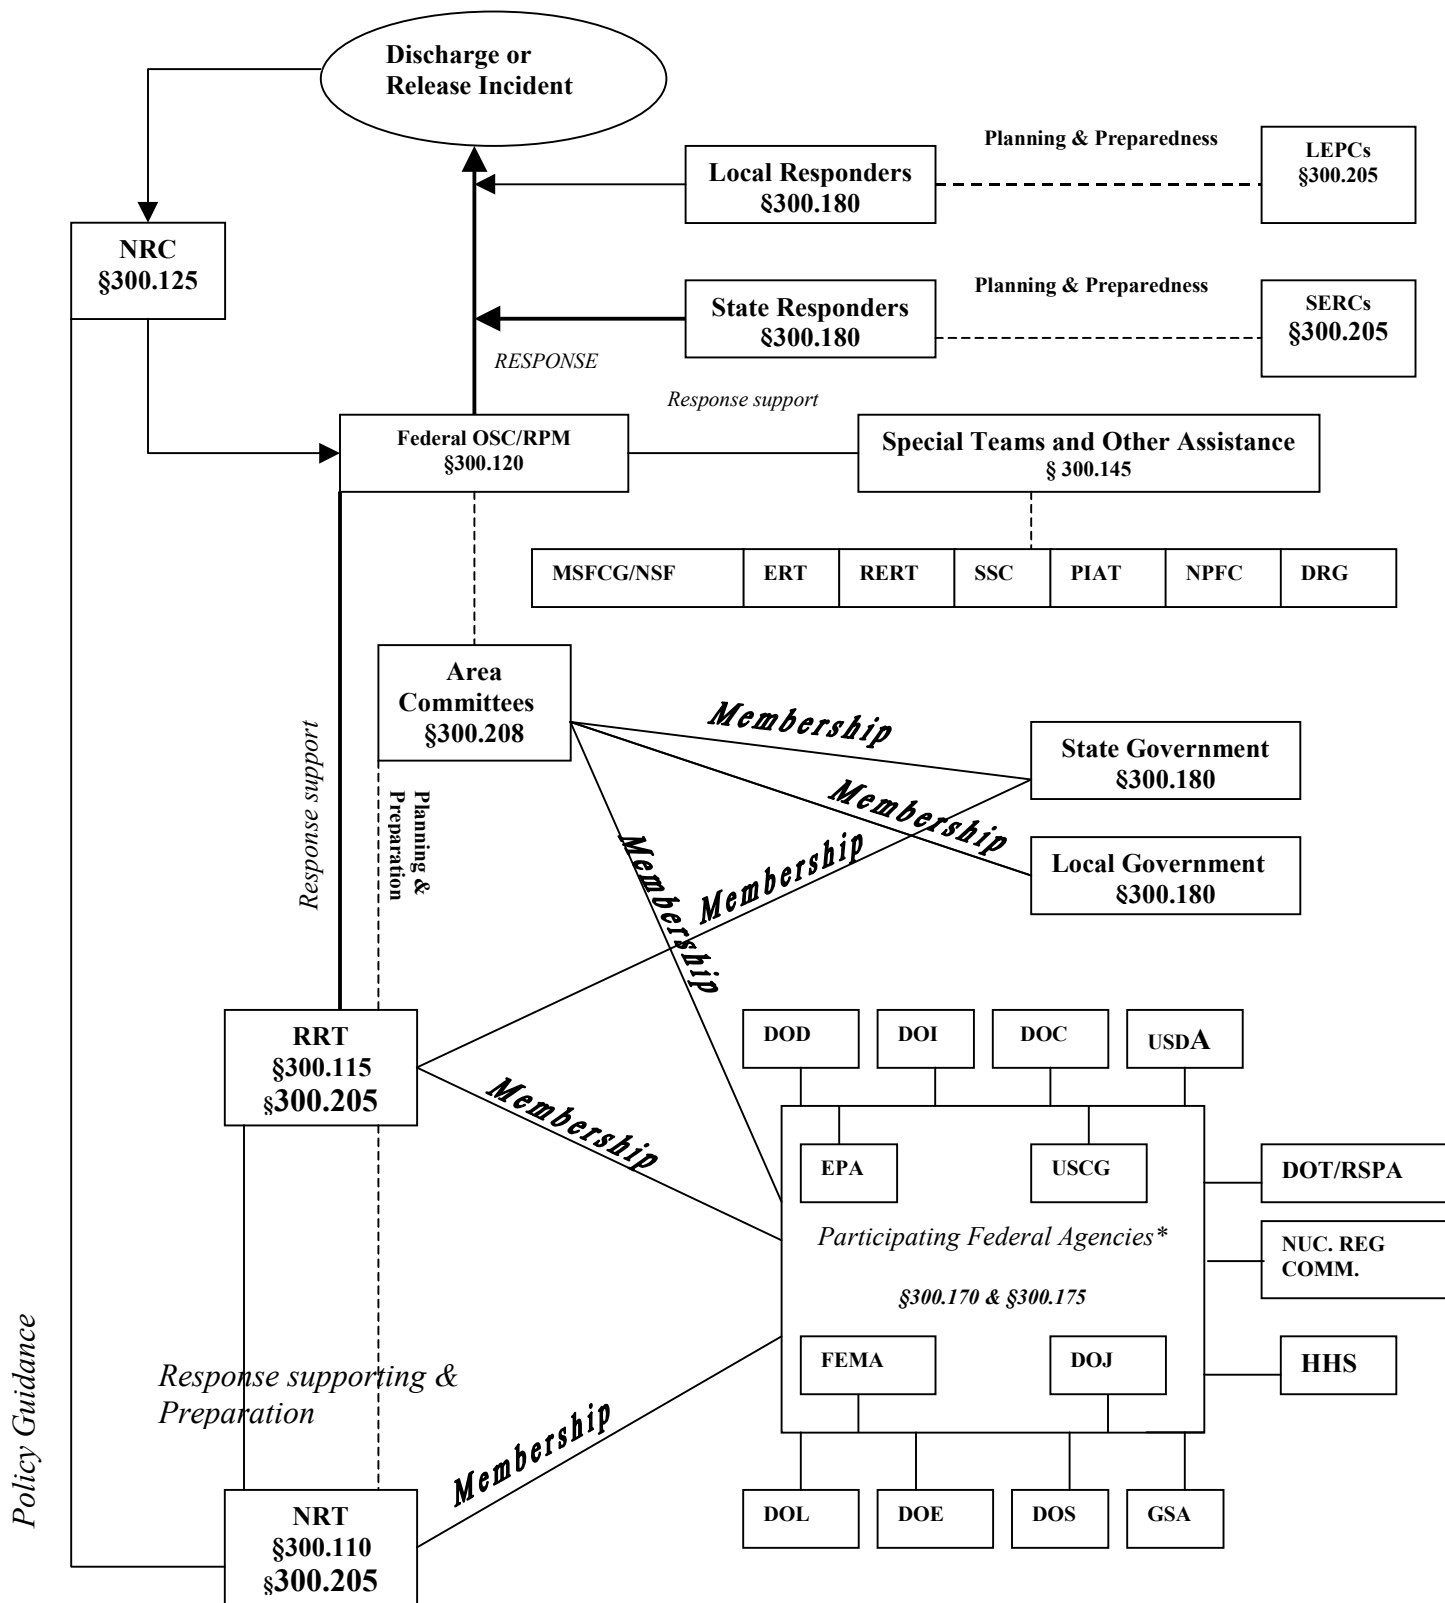 Discharge or
Release Incident
Planning & Preparedness
LEPCs
§300.205
Local Responders
§300.180
NRC
§300.125
Planning & Preparedness
SERCs
§300.205
State Responders
§300.180
RESPONSE
Response support
Federal OSC/RPM
§300.120
Special Teams and Other Assistance
§ 300.145
MSFCG/NSF
ERT
RERT
SSC
PIAT
NPFC
DRG
Area
Committees
§300.208
Membership
State Government
§300.180
Membership
Local Government
§300.180
Membership
Membership
Response support
Planning &
Preparation
RRT
§300.115
§300.205
Membership
DOD
DOI
DOC
USDA
EPA
USCG
DOT/RSPA
Participating Federal Agencies*
§300.170 & §300.175
NUC. REG
COMM.
FEMA
DOJ
HHS
Response supporting &
Preparation
Policy Guidance
Membership
NRT
§300.110
§300.205
DOL
DOE
DOS
GSA